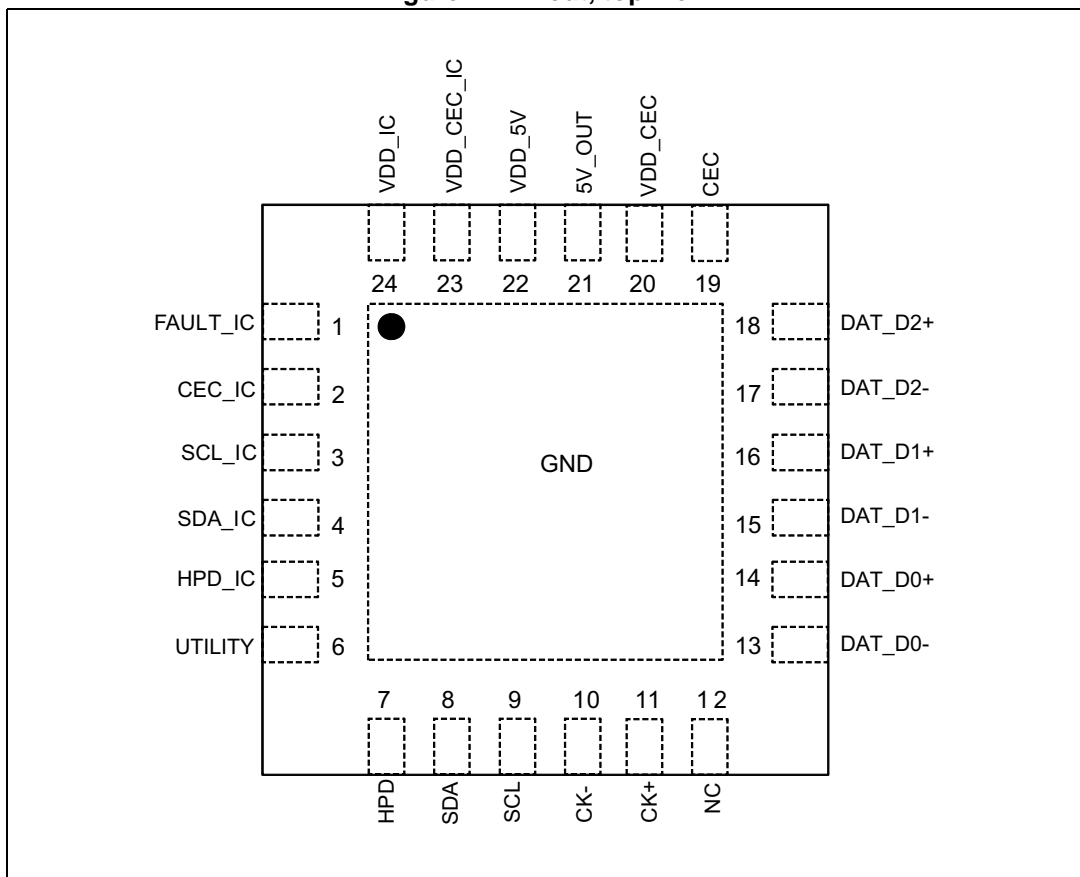 VDD_IC
VDD_CEC_IC
VDD_5V
5V_OUT
VDD_CEC
CEC
24 23 22 21 20 19
FAULT_IC 1 18 DAT_D2+
CEC_IC 2 17 DAT_D2-
SCL_IC 3 16 DAT_D1+
GND
SDA_IC 4 15 DAT_D1-
HPD_IC 5 14 DAT_D0+
UTILITY 6 13 DAT_D0-
7 8 9 10 11 12
HPD
SDA
SCL
CK-
CK+
NC